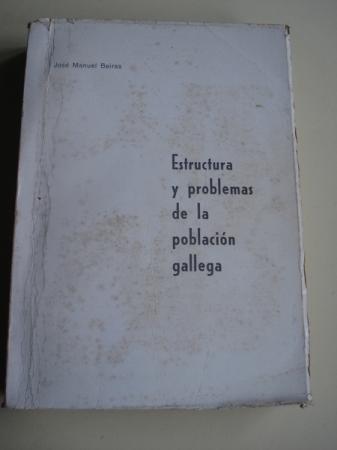 José Manuel Beiras
Estructura
y problemas
de la
población
gallega